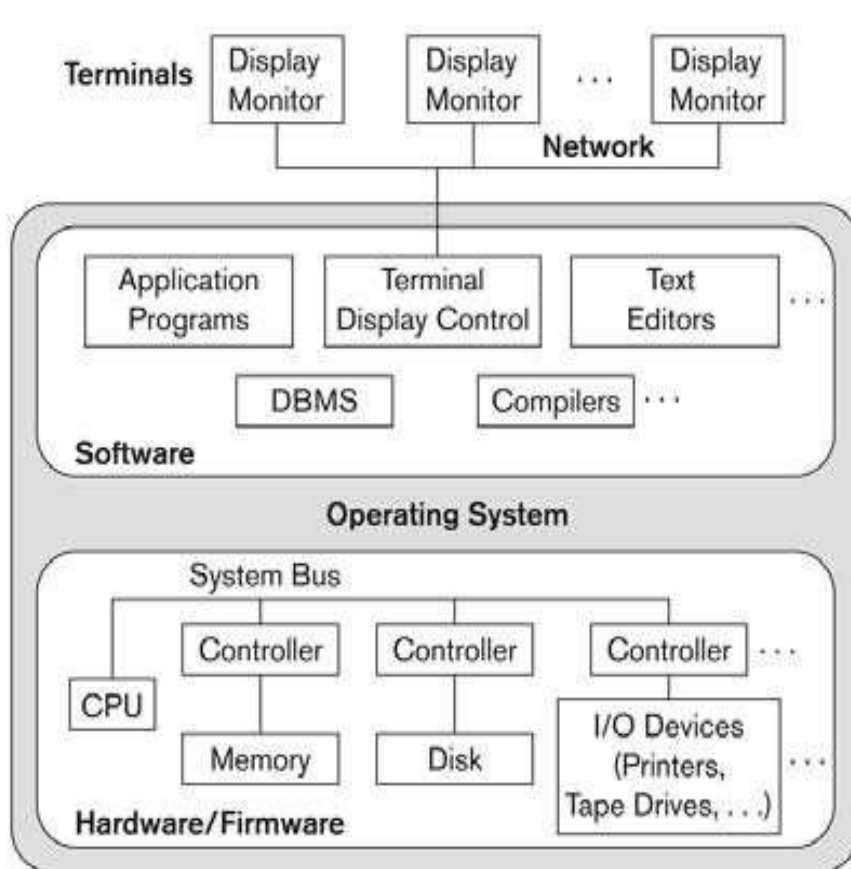 Terminals
Display
Monitor
Display
Monitor
. . .
Display
Monitor
Network
Application
Programs
Terminal
Display Control
Text
Editors
. . .
DBMS
Compilers
. . .
Software
Operating System
System Bus
Controller
Controller
Controller
. . .
CPU
Memory
Disk
I/O Devices
(Printers,
Tape Drives, . . .)
. . .
Hardware/Firmware